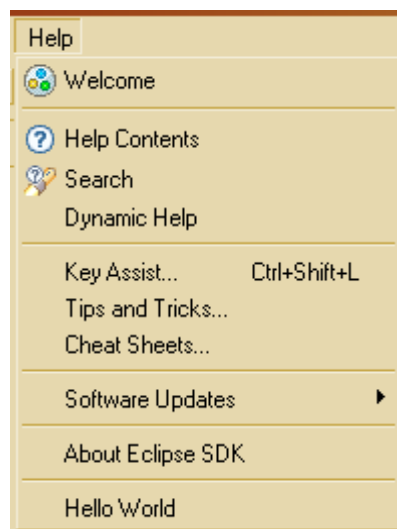 Help
Welcome
Help Contents
Search
Dynamic Help
Key Assist... Ctrl+Shift+L
Tips and Tricks...
Cheat Sheets...
Software Updates
About Eclipse SDK
Hello World